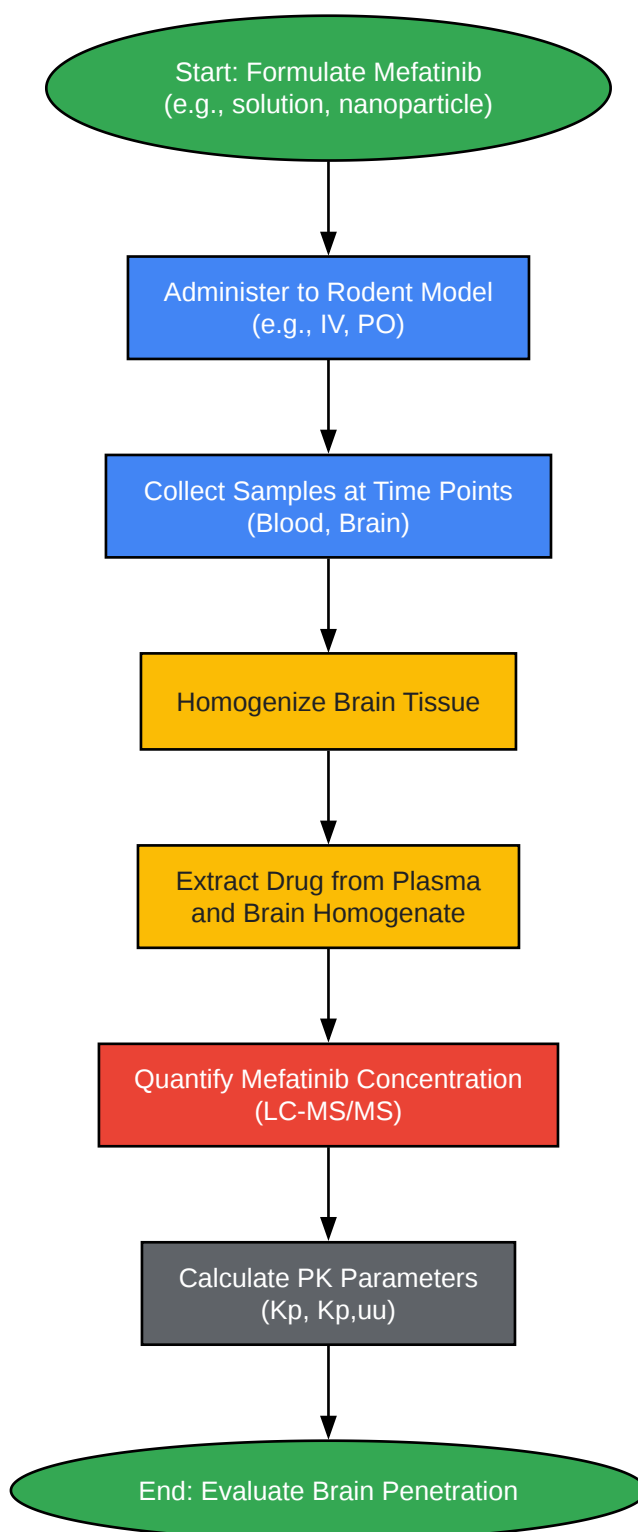 Start: Formulate Mefatinib
(e.g., solution, nanoparticle)
Administer to Rodent Model
(e.g., IV, PO)
Collect Samples at Time Points
(Blood, Brain)
Homogenize Brain Tissue
Extract Drug from Plasma
and Brain Homogenate
Quantify Mefatinib Concentration
(LC-MS/MS)
Calculate PK Parameters
(Kp, Kp,uu)
End: Evaluate Brain Penetration